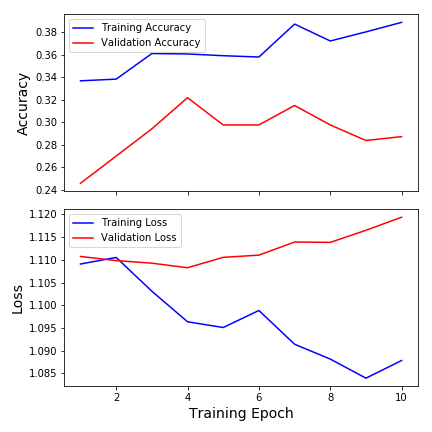 Training Accuracy
Validation Accuracy
Accuracy
0.38
0.36
0.34
0.32
0.30
0.28
0.26
0.24
Training Loss
Validation Loss
Loss
1.120
1.115
1.110
1.105
1.100
1.095
1.090
1.085
2 4 6 8 10
Training Epoch